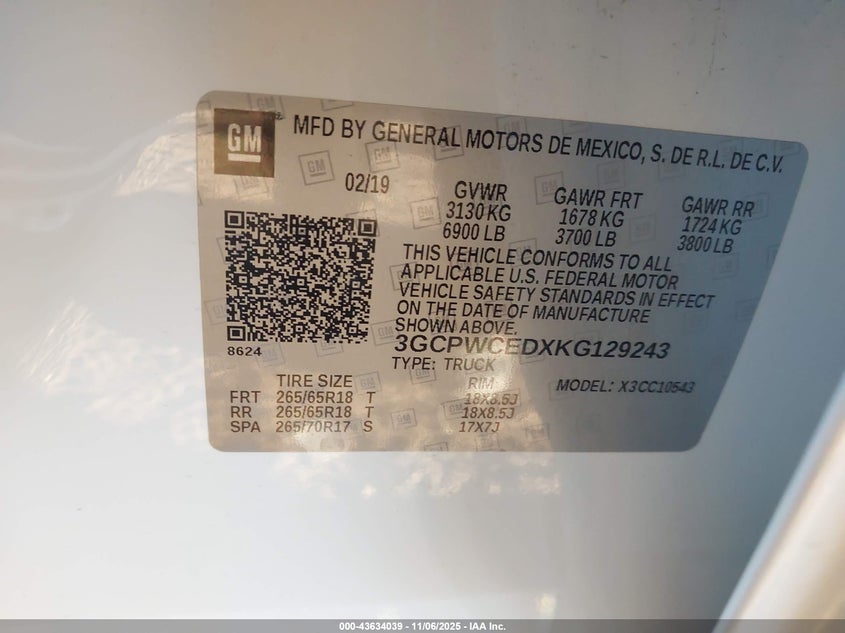 GM ® MFD BY GENERAL MOTORS DE MEXICO, S. DE R.L. DE C.V.
02/19 GVWR GAWR FRT GAWR RR
3130 KG 1678 KG 1724 KG
6900 LB 3700 LB 3800 LB
THIS VEHICLE CONFORMS TO ALL
APPLICABLE U.S. FEDERAL MOTOR
VEHICLE SAFETY STANDARDS IN EFFECT
ON THE DATE OF MANUFACTURE
SHOWN ABOVE.
8624 3GCPWCEDXKG129243
TYPE: TRUCK MODEL: X3CC10543
TIRE SIZE RIM
FRT 265/65R18 T 18X8.5J
RR 265/65R18 T 18X8.5J
SPA 265/70R17 S 17X7J
000-43634039 — 11/06/2025 — IAA Inc.